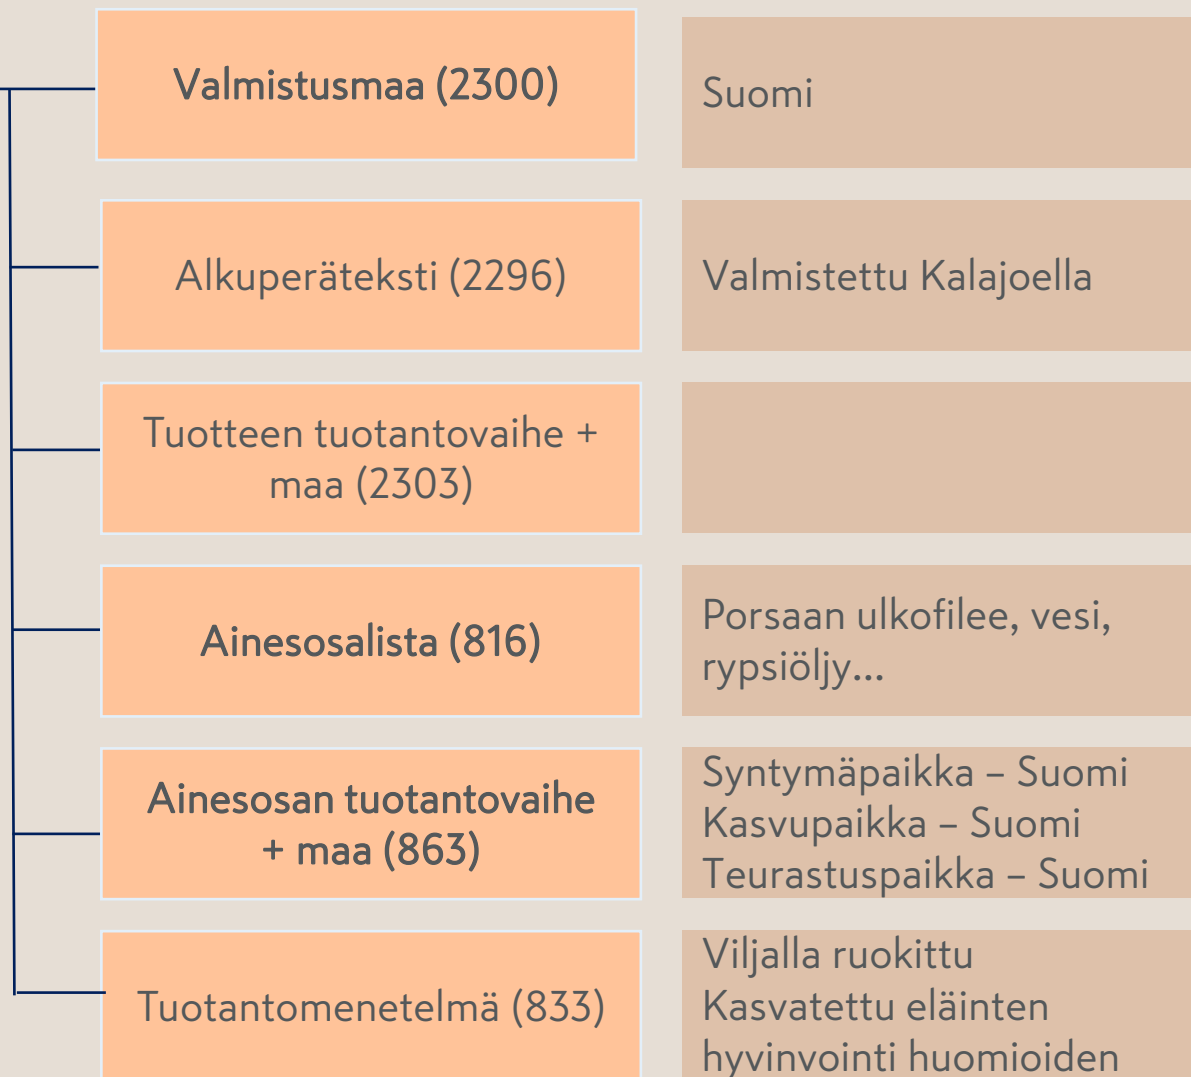 Valmistusmaa (2300)
Suomi
Alkuperäteksti (2296)
Valmistettu Kalajoella
Tuotteen tuotantovaihe +
maa (2303)
Ainesosalista (816)
Porsaan ulkofilee, vesi,
rypsiöljy...
Ainesosan tuotantovaihe
+ maa (863)
Syntymäpaikka – Suomi
Kasvupaikka – Suomi
Teurastuspaikka – Suomi
Tuotantomenetelmä (833)
Viljalla ruokittu
Kasvatettu eläinten
hyvinvointi huomioiden